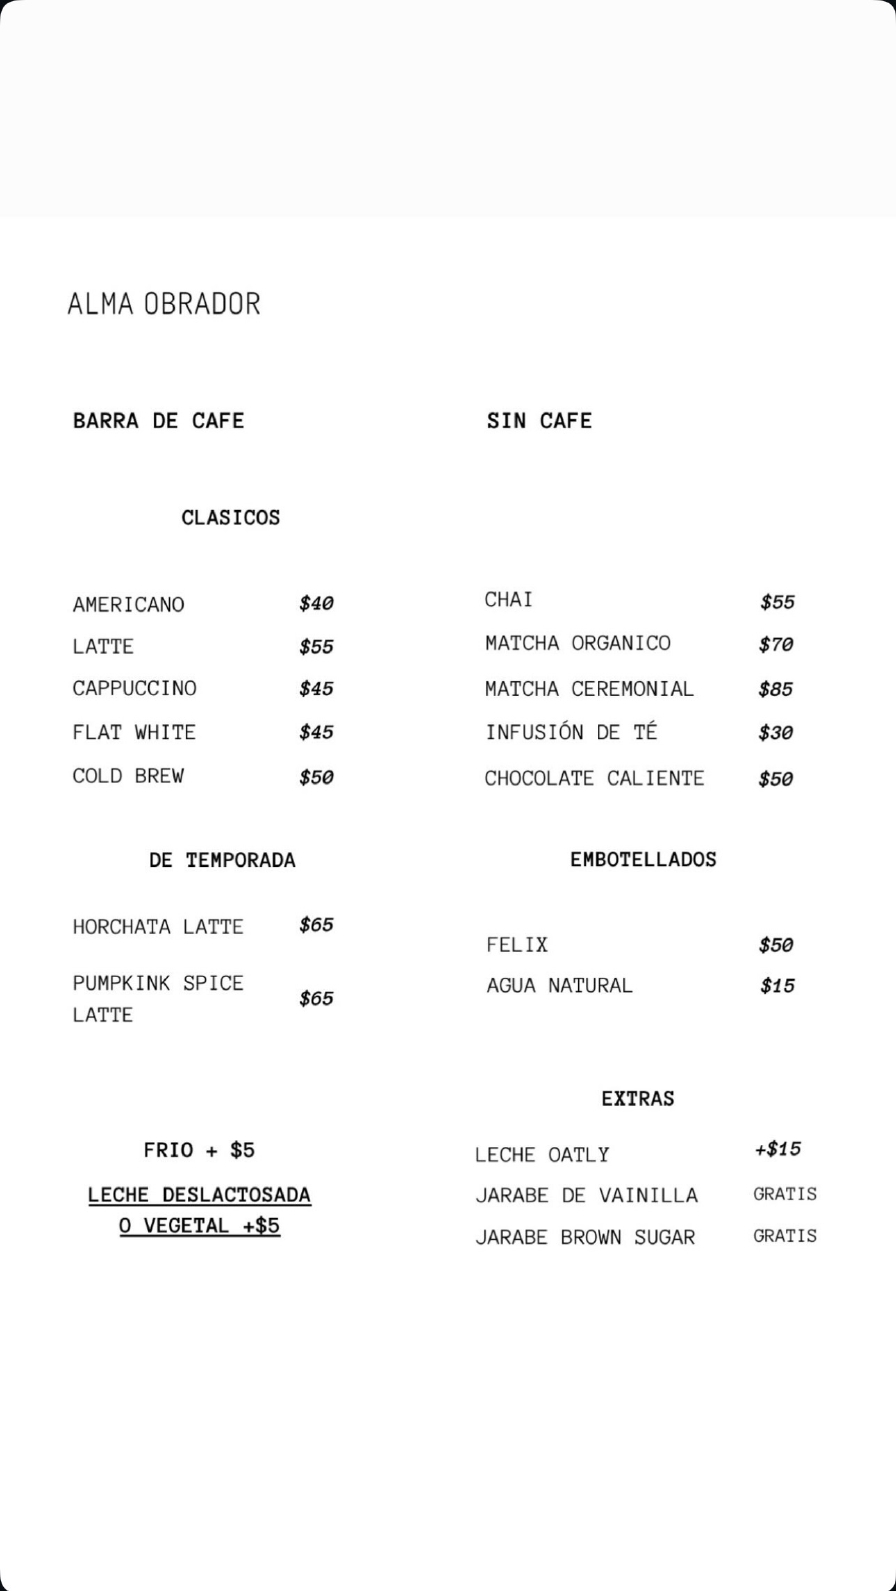 ALMA OBRADOR
BARRA DE CAFE
CLASICOS
AMERICANO $40
LATTE $55
CAPPUCCINO $45
FLAT WHITE $45
COLD BREW $50
DE TEMPORADA
HORCHATA LATTE $65
PUMPKINK SPICE
LATTE $65
FRIO + $5
LECHE DESLACTOSADA
O VEGETAL +$5
SIN CAFE
CHAI $55
MATCHA ORGANICO $70
MATCHA CEREMONIAL $85
INFUSIÓN DE TÉ $30
CHOCOLATE CALIENTE $50
EMBOTELLADOS
FELIX $50
AGUA NATURAL $15
EXTRAS
LECHE OATLY +$15
JARABE DE VAINILLA GRATIS
JARABE BROWN SUGAR GRATIS